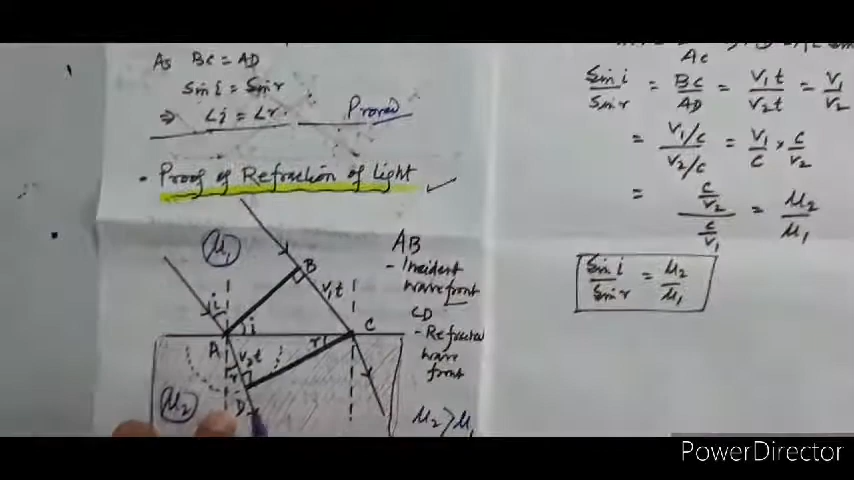 As BC = AD
Sin i = Sin r
⇒ ∠i = ∠r. Proved
• Proof of Refraction of light ✓
μ₁
B
v₁t
i
i
A
C
r
v₂t
r
D
μ₂
AB
- Incident
wavefront
CD
- Refracted
wave
front
μ₂ > μ₁
AC
Sin i / Sin r = BC / AD = v₁t / v₂t = v₁ / v₂
= v₁/c / v₂/c = v₁/c × c/v₂
= c/v₂ / c/v₁ = μ₂ / μ₁
Sin i / Sin r = μ₂ / μ₁
PowerDirector